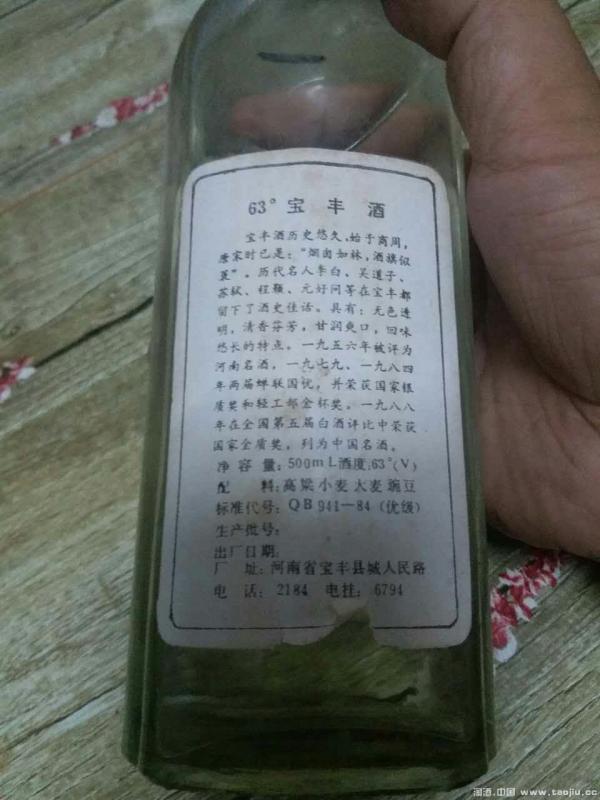 63°宝丰酒
宝丰酒历史悠久,始于商周,
唐宋时已是:“烟囱如林,酒旗似
蓋”。历代名人李白、吴道子、
苏轼、程颢、元好问等在宝丰都
留下了酒史佳话。具有:无色透
明,清香芬芳,甘润爽口,回味
悠长的特点。一九五六年被评为
河南名酒,一九七九、一九八四
年两届蝉联国优,并荣获国家银
质奖和轻工部金杯奖。一九八八
年在全国第五届白酒评比中荣获
国家金质奖,列为中国名酒。
净容量:500mL酒度:63°(V)
配 料:高粱小麦大麦豌豆
标准代号:QB941—84(优级)
生产批号:
出厂日期:
厂 址:河南省宝丰县城人民路
电 话:2184 电挂:6794
淘酒.中国 www.taojiu.cc